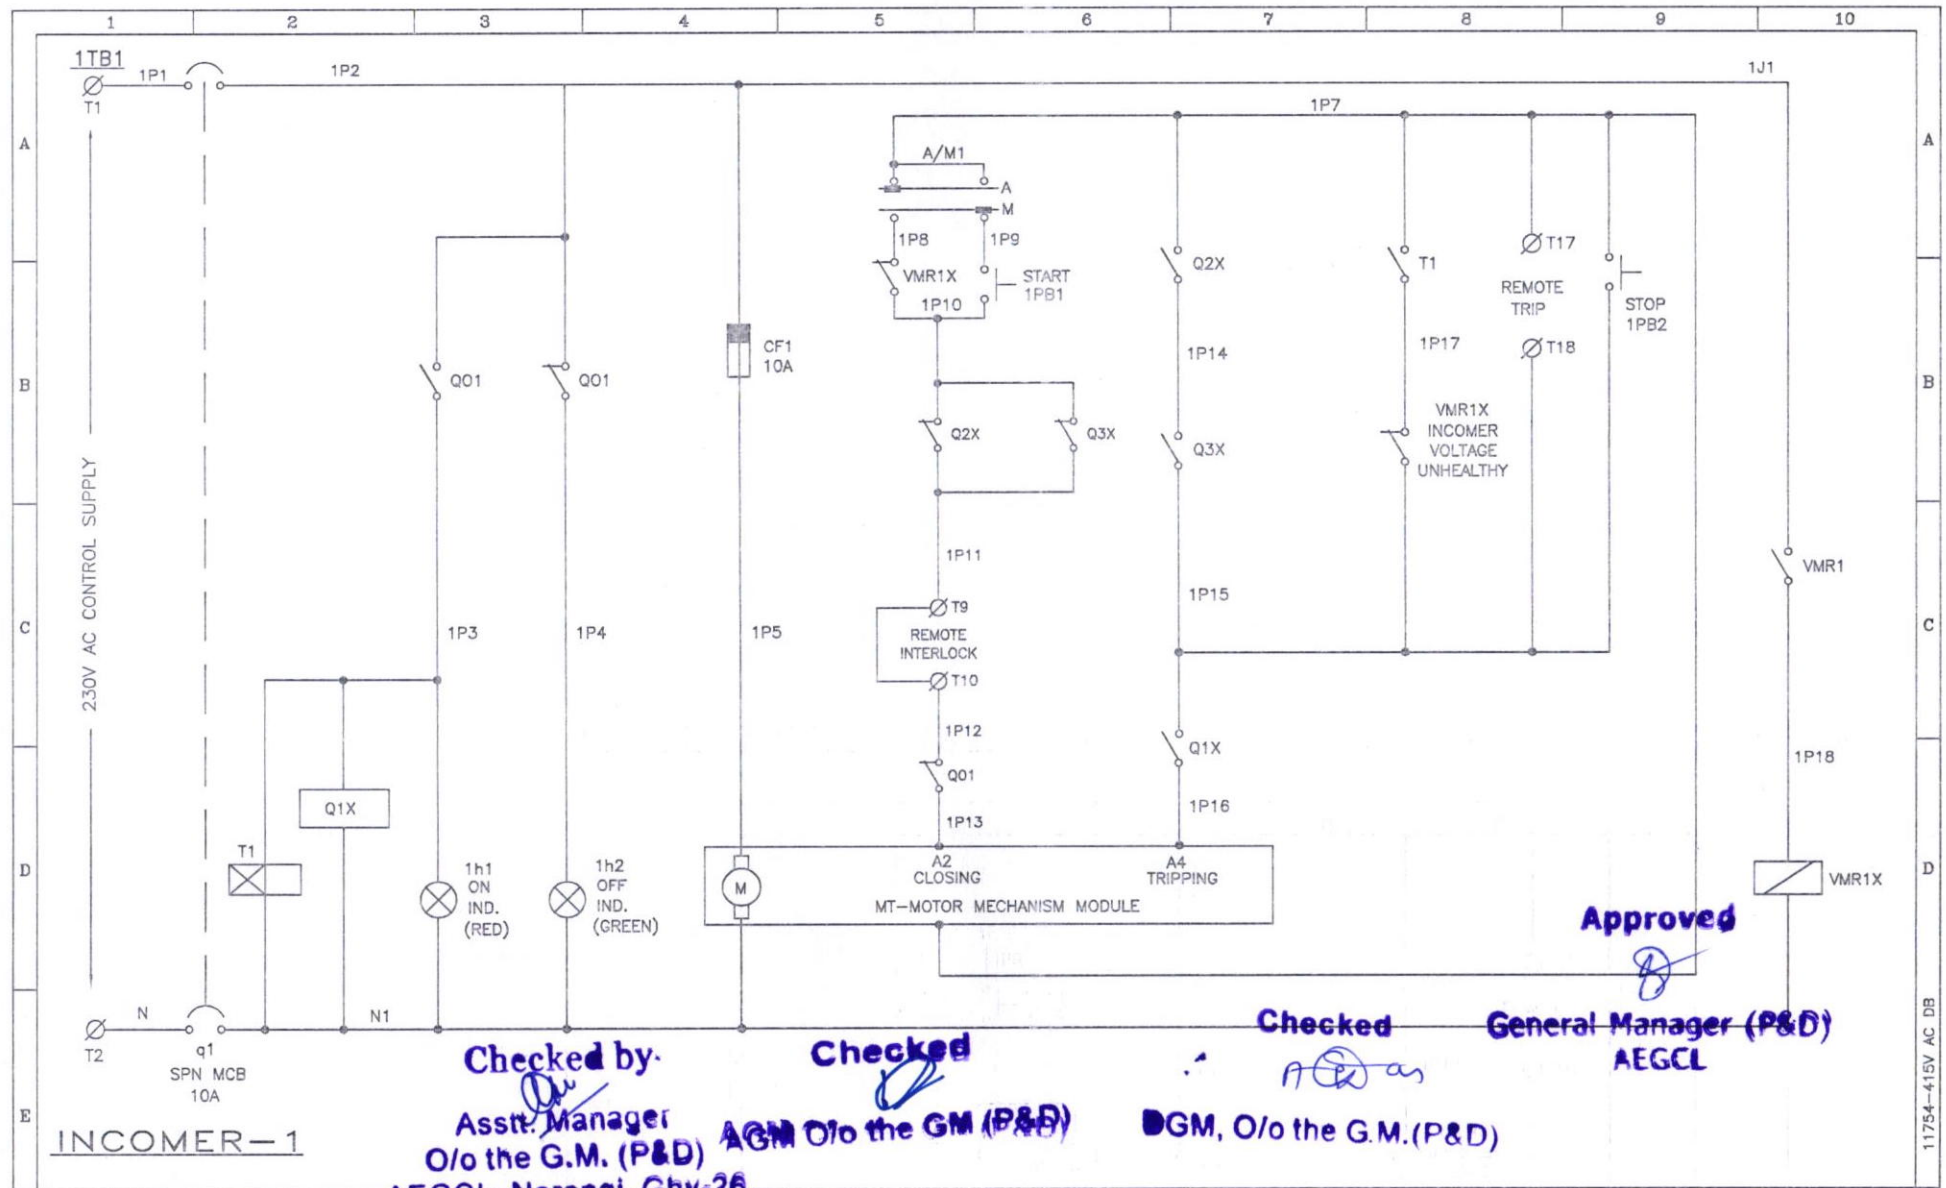 1 2 3 4 5 6 7 8 9 10
1TB1
1P1
1P2
1J1
T1
1P7
A
A
A/M1
A
M
1P8
1P9
T17
VMR1X
START
1PB1
Q2X
T1
REMOTE
TRIP
STOP
1PB2
1P10
CF1
10A
1P14
1P17
T18
Q01
Q01
B
B
VMR1X
INCOMER
VOLTAGE
UNHEALTHY
Q2X
Q3X
Q3X
230V AC CONTROL SUPPLY
1P11
VMR1
1P15
T9
C
C
1P3
1P4
1P5
REMOTE
INTERLOCK
T10
1P12
Q1X
1P18
Q01
Q1X
1P16
1P13
T1
D
D
1h1
ON
IND.
(RED)
1h2
OFF
IND.
(GREEN)
M
A2
CLOSING
A4
TRIPPING
MT-MOTOR MECHANISM MODULE
VMR1X
Approved
N
N1
T2
q1
SPN MCB
10A
Checked by.
Checked
Checked
General Manager (P&D)
AEGCL
Asstt. Manager
O/o the G.M. (P&D)
AEGCL, Narengi, Ghy-26
AGM O/o the GM (P&D)
DGM, O/o the G.M.(P&D)
E
INCOMER-1
11754-415V AC DB